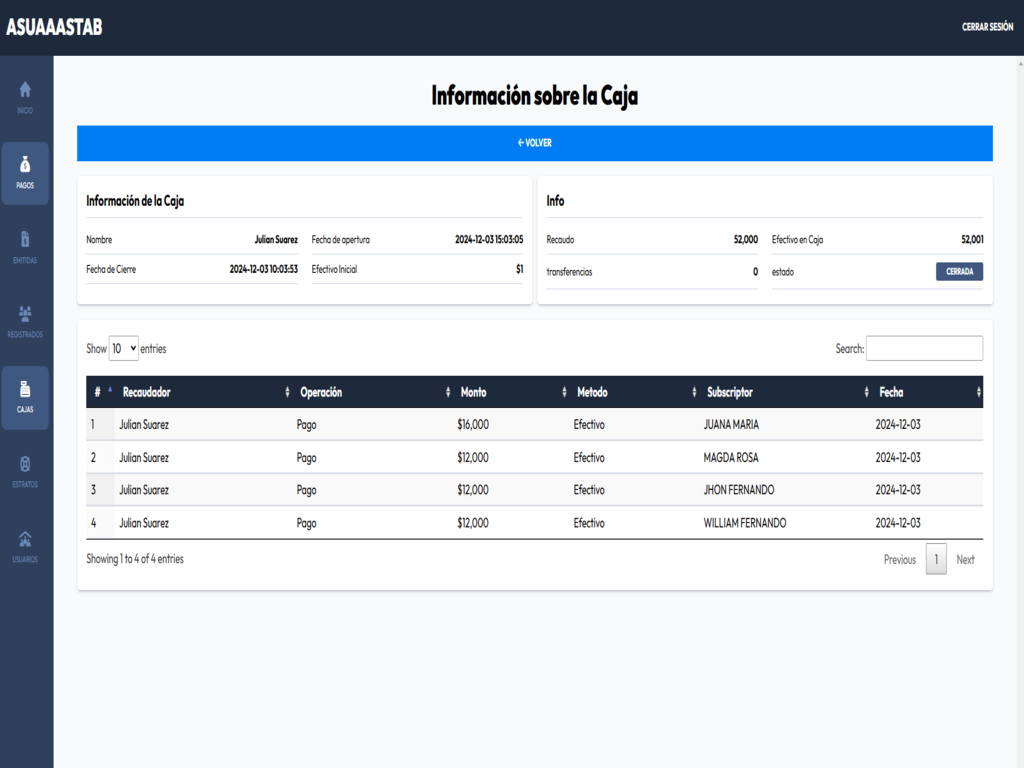 ASUAAASTAB
CERRAR SESIÓN
INICIO
PAGOS
EMITIDAS
REGISTRADOS
CAJAS
ESTRATOS
USUARIOS
Información sobre la Caja
← VOLVER
Información de la Caja
Nombre Julian Suarez Fecha de apertura 2024-12-03 15:03:05
Fecha de Cierre 2024-12-03 10:03:53 Efectivo Inicial $1
Info
Recaudo 52,000 Efectivo en Caja 52,001
transferencias 0 estado CERRADA
Show 10 entries Search:
# Recaudador Operación Monto Metodo Subscriptor Fecha
1 Julian Suarez Pago $16,000 Efectivo JUANA MARIA 2024-12-03
2 Julian Suarez Pago $12,000 Efectivo MAGDA ROSA 2024-12-03
3 Julian Suarez Pago $12,000 Efectivo JHON FERNANDO 2024-12-03
4 Julian Suarez Pago $12,000 Efectivo WILLIAM FERNANDO 2024-12-03
Showing 1 to 4 of 4 entries Previous 1 Next